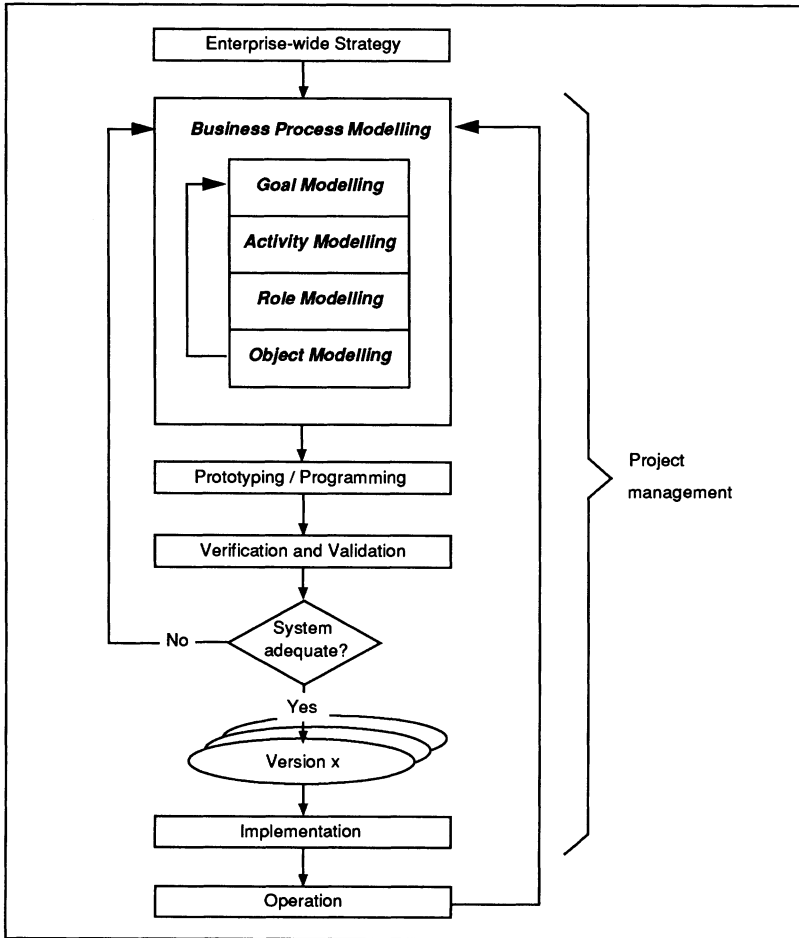 Enterprise-wide Strategy
Business Process Modelling
Goal Modelling
Activity Modelling
Role Modelling
Object Modelling
Prototyping / Programming
Verification and Validation
System
adequate?
No
Yes
Version x
Implementation
Operation
Project
management